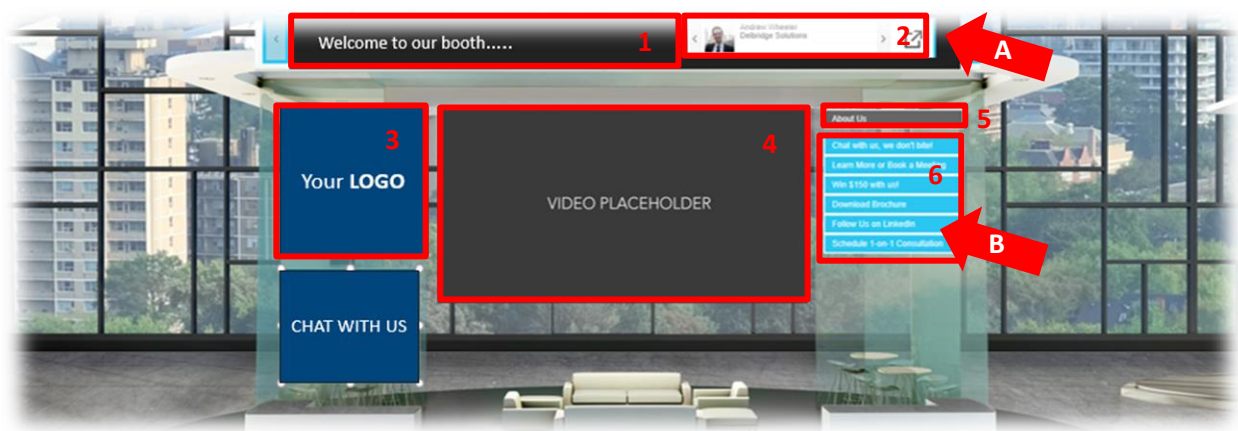 Welcome to our booth.....
1
Andrew Wheeler
Delbridge Solutions
2
A
3
Your LOGO
4
VIDEO PLACEHOLDER
About Us
5
Chat with us, we don't bite!
Learn More or Book a Meeting
6
Win $150 with us!
Download Brochure
Follow Us on LinkedIn
Schedule 1-on-1 Consultation
B
CHAT WITH US